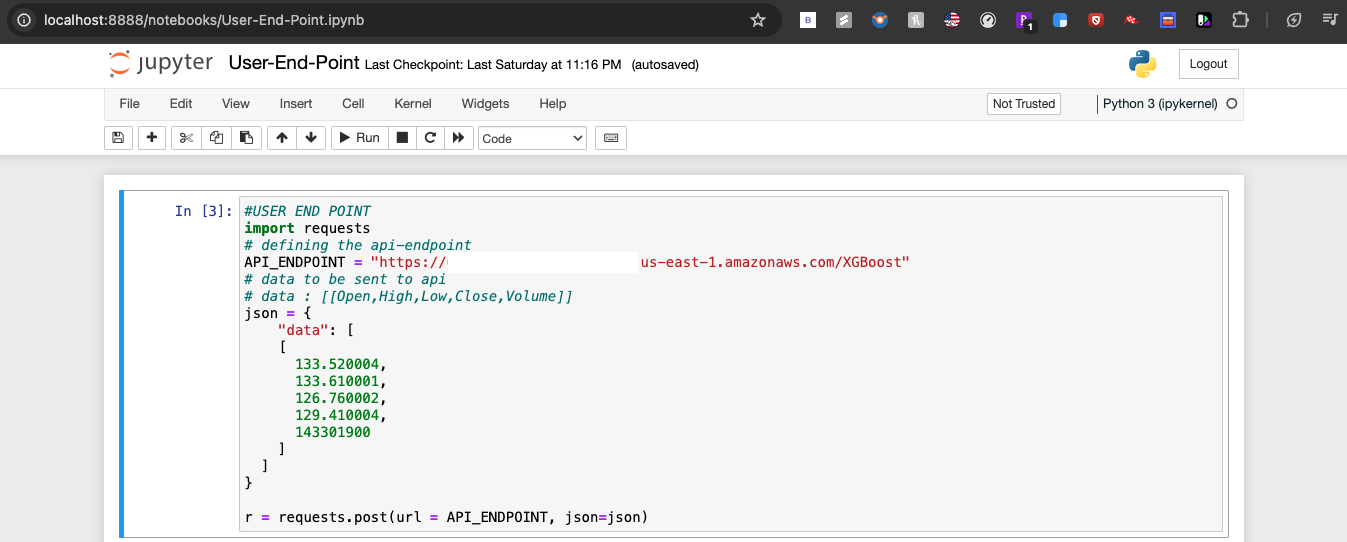 localhost:8888/notebooks/User-End-Point.ipynb
B
1
jupyter User-End-Point Last Checkpoint: Last Saturday at 11:16 PM (autosaved)
Logout
File Edit View Insert Cell Kernel Widgets Help
Not Trusted
Python 3 (ipykernel)
Run
Code
In [3]:
#USER END POINT
import requests
# defining the api-endpoint
API_ENDPOINT = "https:// us-east-1.amazonaws.com/XGBoost"
# data to be sent to api
# data : [[Open,High,Low,Close,Volume]]
json = {
    "data": [
    [
      133.520004,
      133.610001,
      126.760002,
      129.410004,
      143301900
    ]
  ]
}
r = requests.post(url = API_ENDPOINT, json=json)